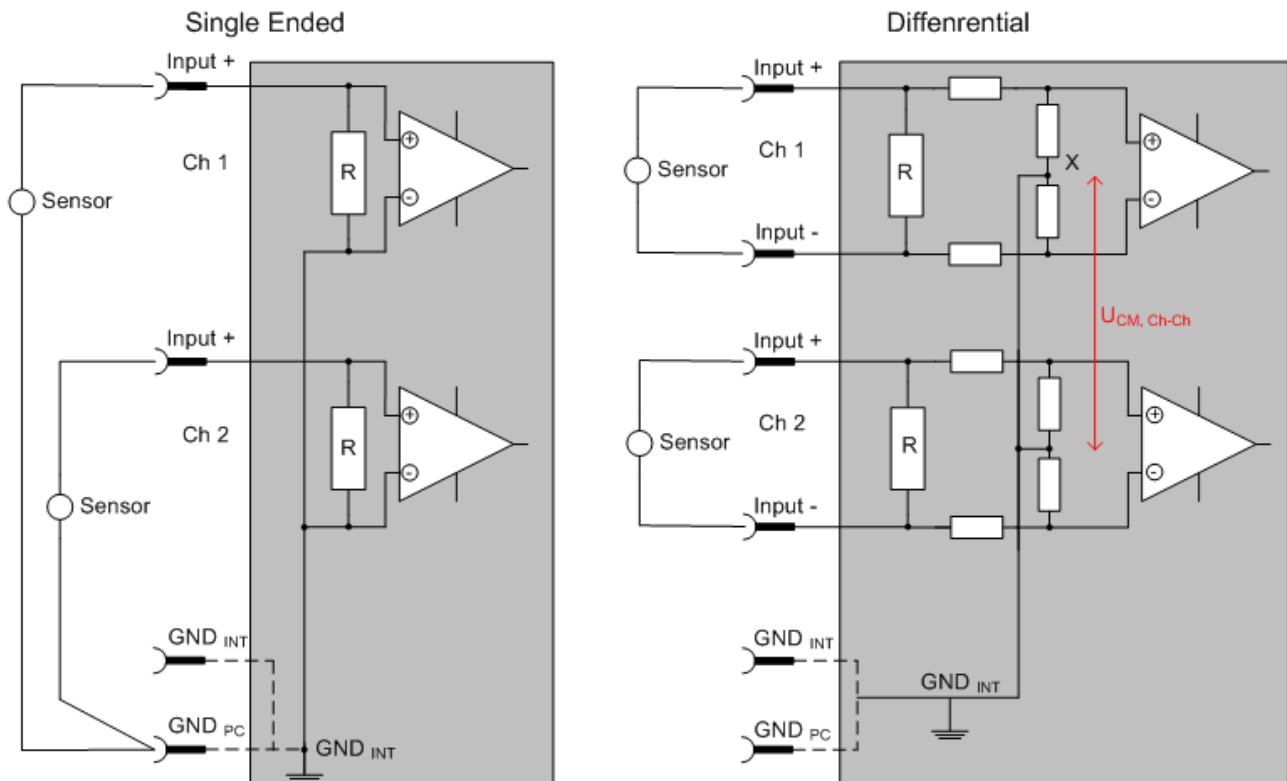 Single Ended
Input +
Ch 1
R
+
-
Sensor
Input +
Ch 2
R
+
-
Sensor
GND INT
GND PC
GND INT
Diffenrential
Input +
Ch 1
R
X
+
-
Sensor
Input -
UCM, Ch-Ch
Input +
Ch 2
R
+
-
Sensor
Input -
GND INT
GND INT
GND PC